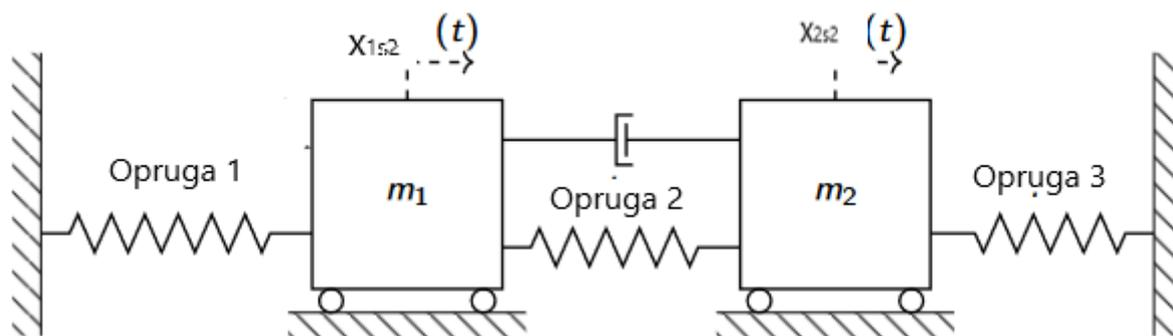 x1s2 (t)
x2s2 (t)
Opruga 1
m1
Opruga 2
m2
Opruga 3